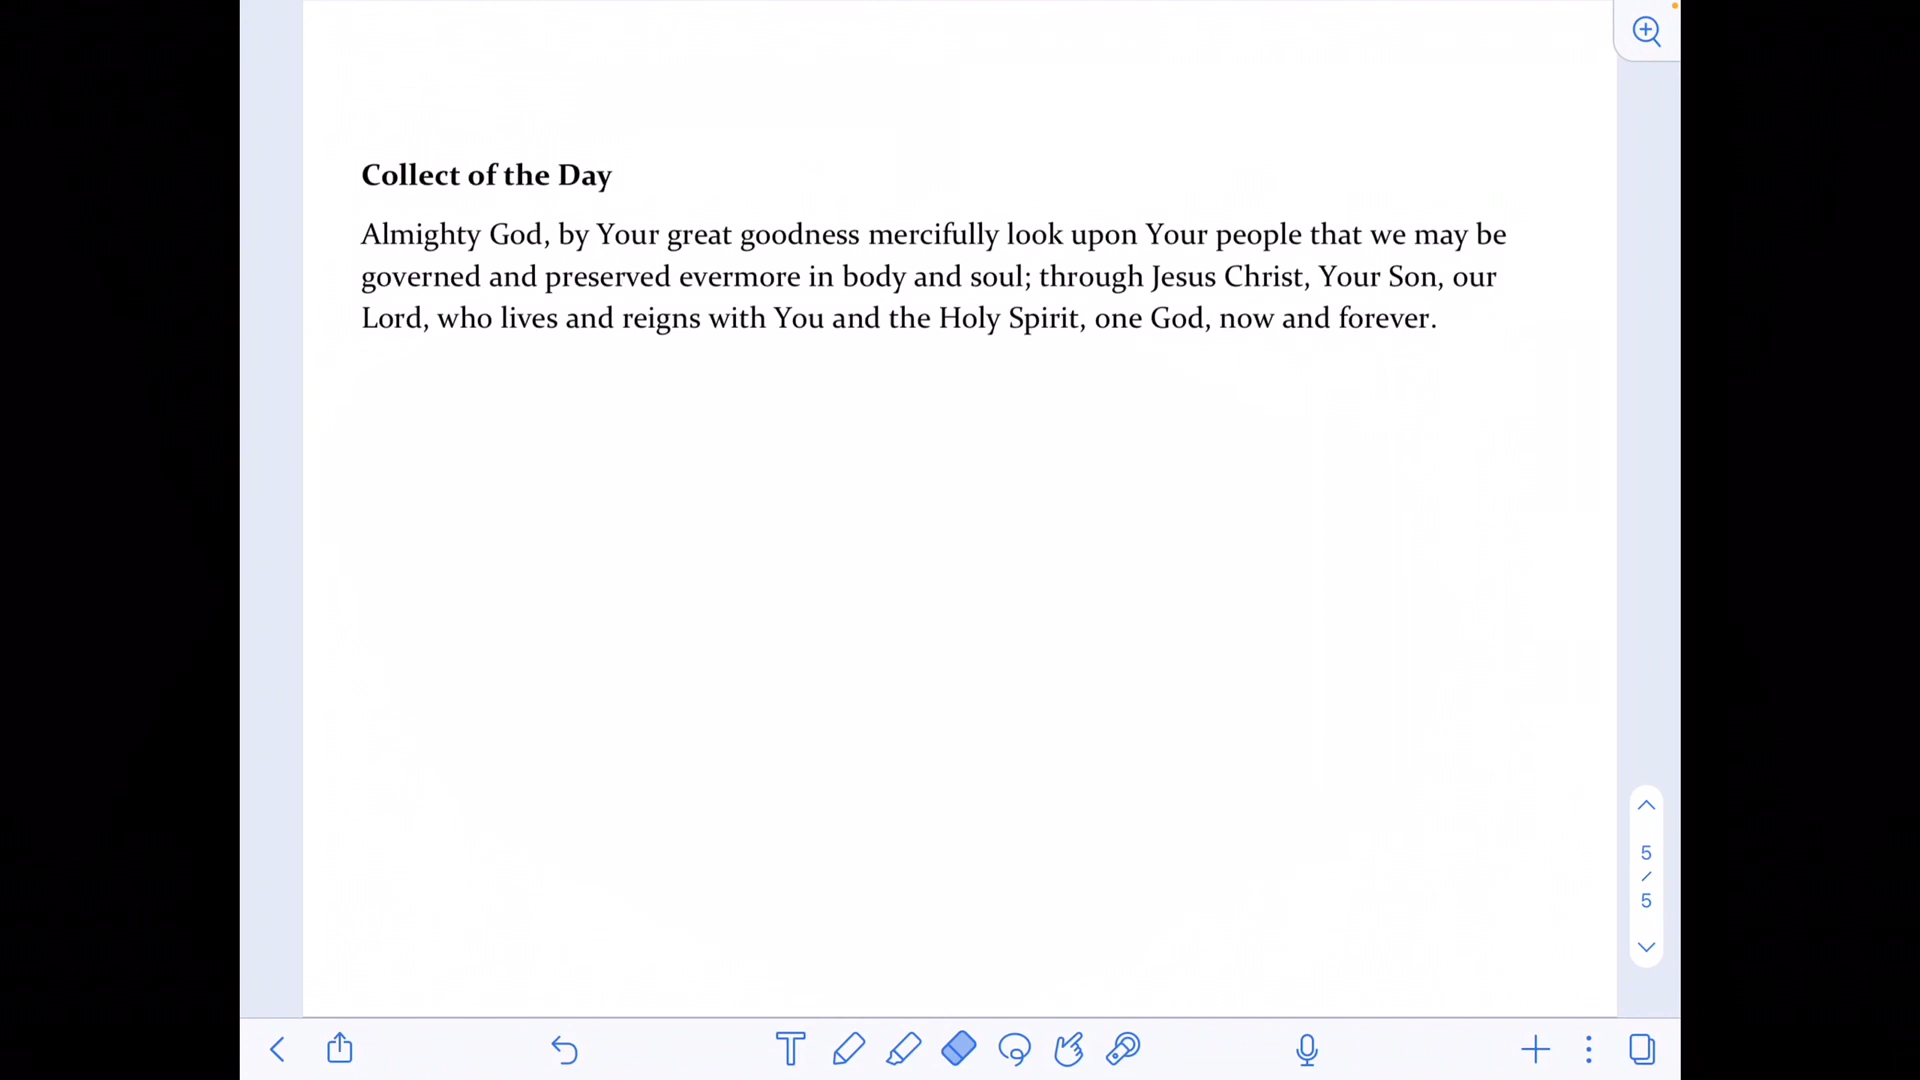 Collect of the Day
Almighty God, by Your great goodness mercifully look upon Your people that we may be
governed and preserved evermore in body and soul; through Jesus Christ, Your Son, our
Lord, who lives and reigns with You and the Holy Spirit, one God, now and forever.
5
/
5